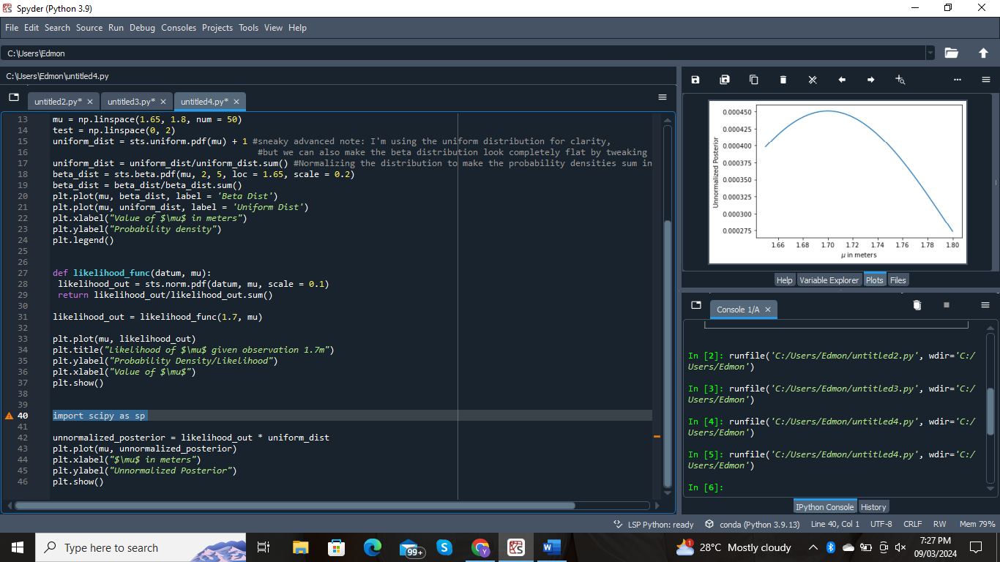 Spyder (Python 3.9)
File Edit Search Source Run Debug Consoles Projects Tools View Help
C:\Users\Edmon
C:\Users\Edmon\untitled4.py
untitled2.py* untitled3.py* untitled4.py*
13 mu = np.linspace(1.65, 1.8, num = 50)
14 test = np.linspace(0, 2)
15 uniform_dist = sts.uniform.pdf(mu) + 1 #sneaky advanced note: I'm using the uniform distribution for clarity,
16 #but we can also make the beta distribution look completely flat by tweaking
17 uniform_dist = uniform_dist/uniform_dist.sum() #Normalizing the distribution to make the probability densities sum in
18 beta_dist = sts.beta.pdf(mu, 2, 5, loc = 1.65, scale = 0.2)
19 beta_dist = beta_dist/beta_dist.sum()
20 plt.plot(mu, beta_dist, label = 'Beta Dist')
21 plt.plot(mu, uniform_dist, label = 'Uniform Dist')
22 plt.xlabel("Value of $\mu$ in meters")
23 plt.ylabel("Probability density")
24 plt.legend()
25
26
27 def likelihood_func(datum, mu):
28 likelihood_out = sts.norm.pdf(datum, mu, scale = 0.1)
29 return likelihood_out/likelihood_out.sum()
30
31 likelihood_out = likelihood_func(1.7, mu)
32
33 plt.plot(mu, likelihood_out)
34 plt.title("Likelihood of $\mu$ given observation 1.7m")
35 plt.ylabel("Probability Density/Likelihood")
36 plt.xlabel("Value of $\mu$")
37 plt.show()
38
39
40 import scipy as sp
41
42 unnormalized_posterior = likelihood_out * uniform_dist
43 plt.plot(mu, unnormalized_posterior)
44 plt.xlabel("$\mu$ in meters")
45 plt.ylabel("Unnormalized Posterior")
46 plt.show()
Unnormalized Posterior
0.000450
0.000425
0.000400
0.000375
0.000350
0.000325
0.000300
0.000275
1.66 1.68 1.70 1.72 1.74 1.76 1.78 1.80
μ in meters
Help Variable Explorer Plots Files
Console 1/A
In [2]: runfile('C:/Users/Edmon/untitled2.py', wdir='C:/
Users/Edmon')
In [3]: runfile('C:/Users/Edmon/untitled3.py', wdir='C:/
Users/Edmon')
In [4]: runfile('C:/Users/Edmon/untitled4.py', wdir='C:/
Users/Edmon')
In [5]: runfile('C:/Users/Edmon/untitled4.py', wdir='C:/
Users/Edmon')
In [6]:
IPython Console History
LSP Python: ready conda (Python 3.9.13) Line 40, Col 1 UTF-8 CRLF RW Mem 79%
Type here to search 99+ 1 28°C Mostly cloudy 7:27 PM
09/03/2024